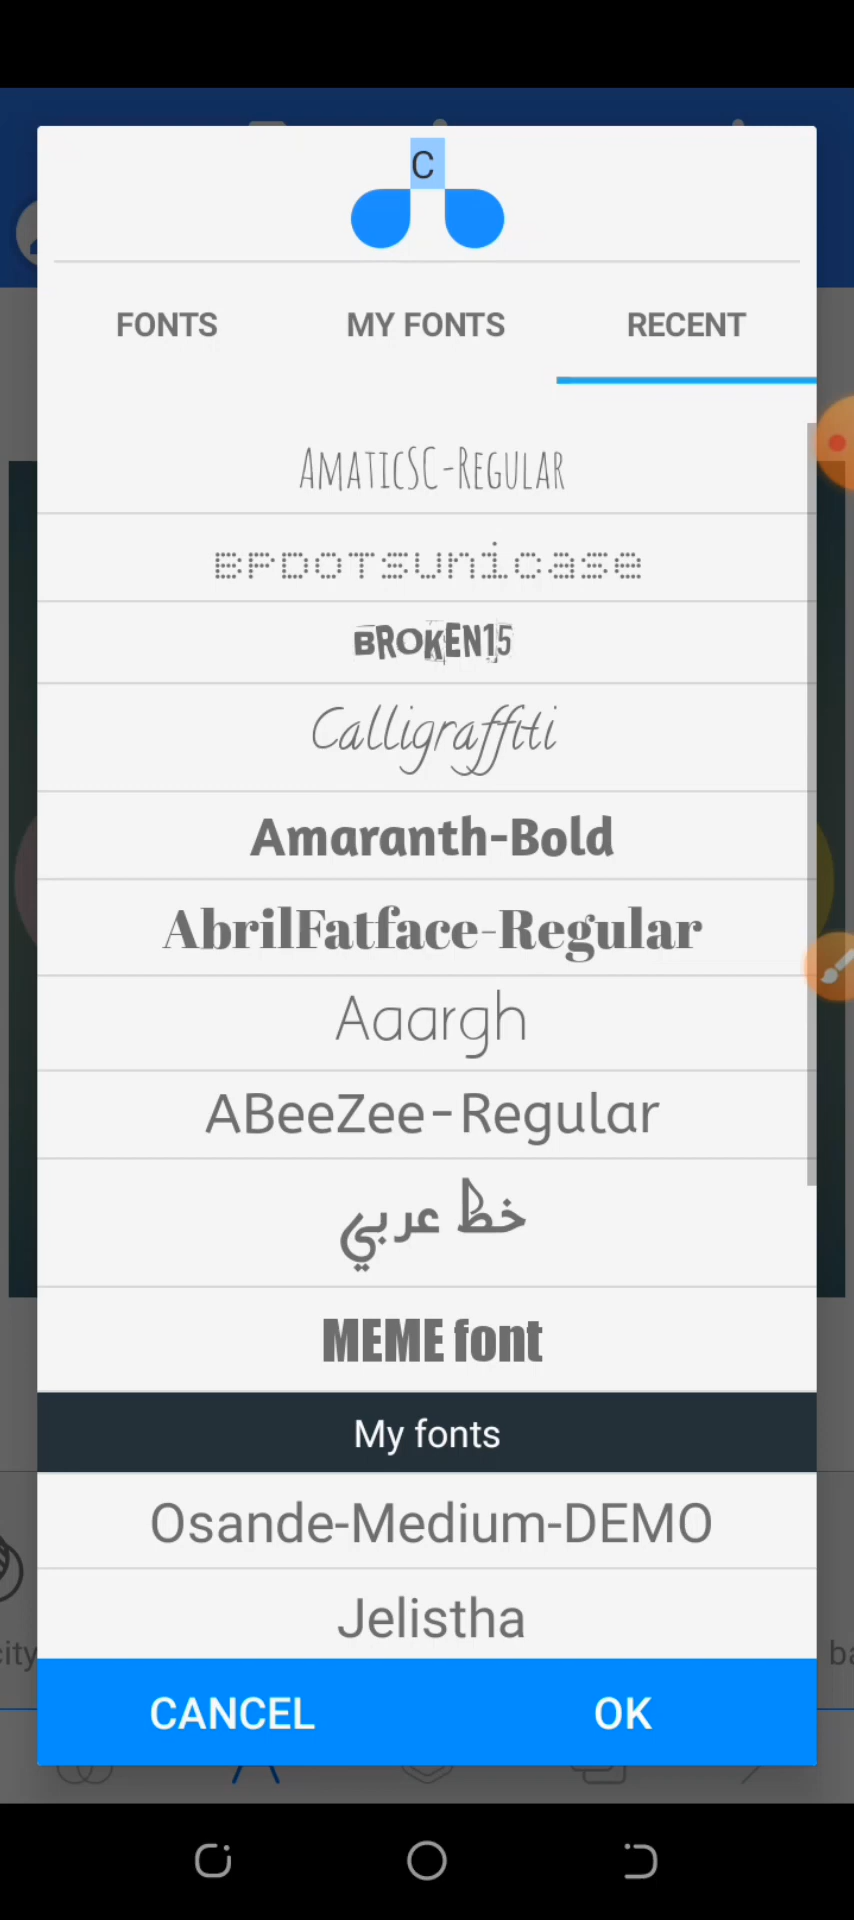 C
FONTS MY FONTS RECENT
AmaticSC-Regular
BPDOTSUnicase
BROKEN15
Calligraffiti
Amaranth-Bold
AbrilFatface-Regular
Aaargh
ABeeZee-Regular
خط عربي
MEME font
My fonts
Osande-Medium-DEMO
Jelistha
CANCEL OK